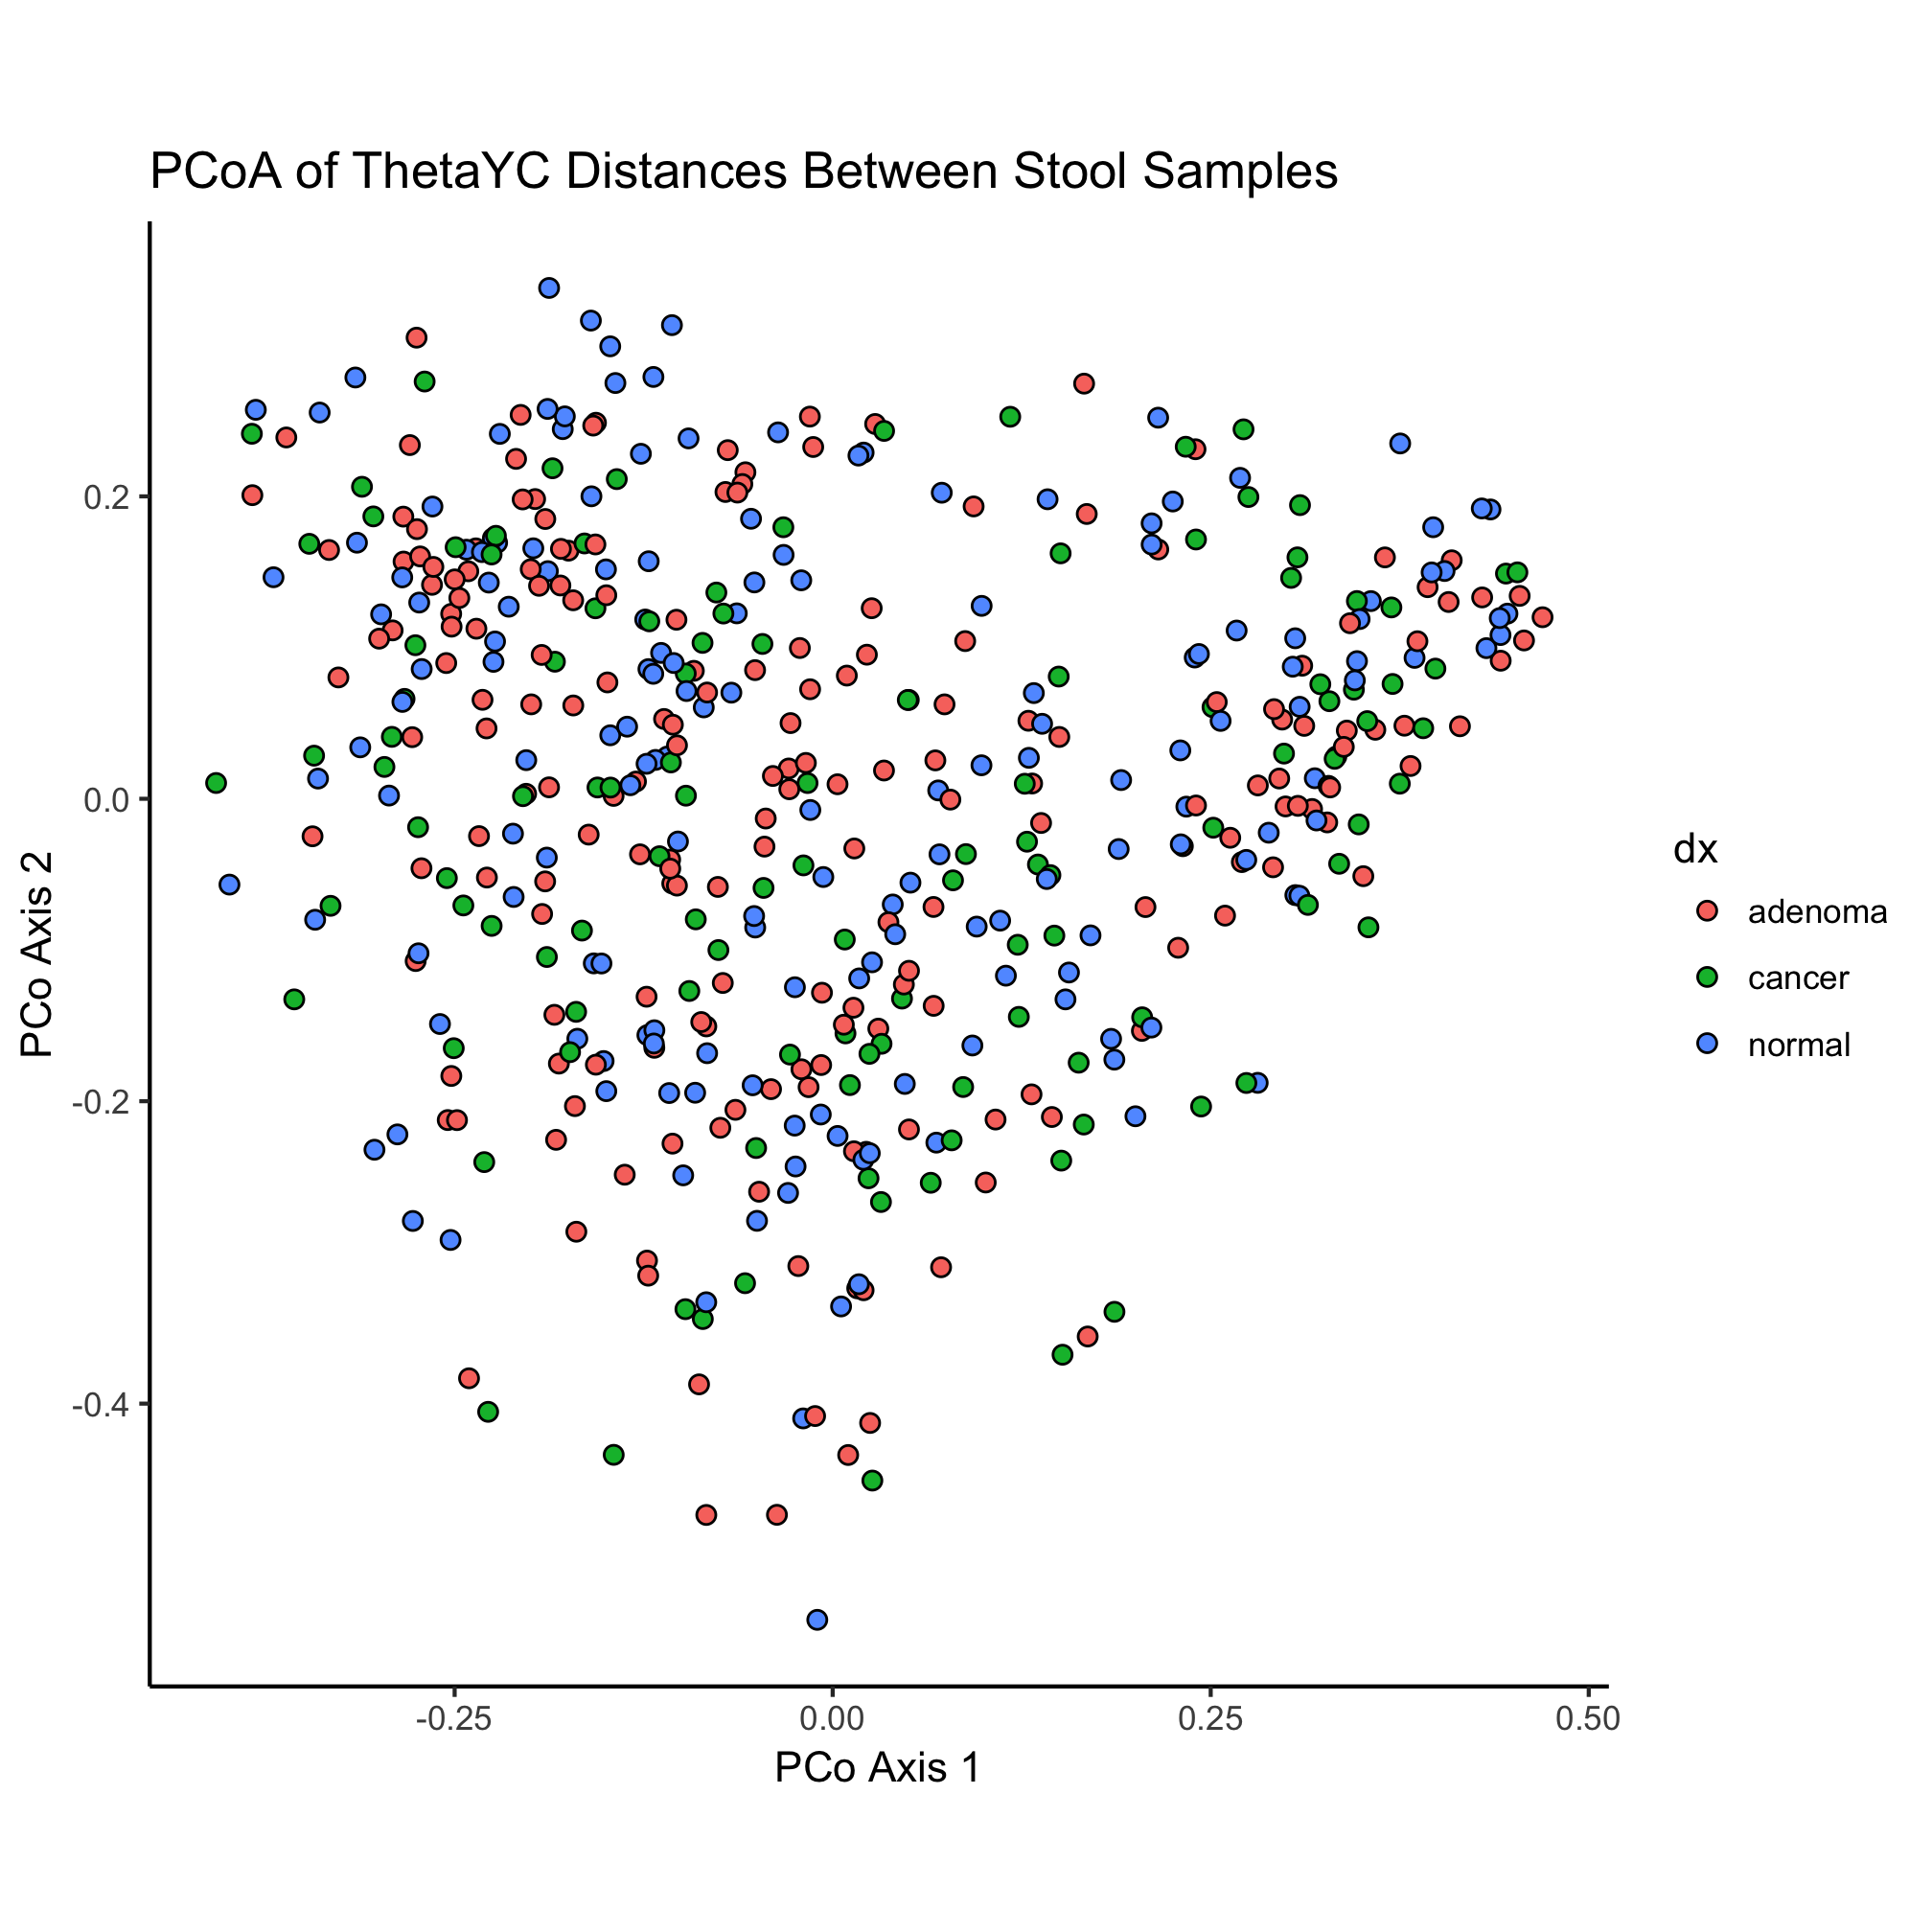 PCoA of ThetaYC Distances Between Stool Samples
PCo Axis 2
0.2
0.0
-0.2
-0.4
-0.25
0.00
0.25
0.50
PCo Axis 1
dx
adenoma
cancer
normal